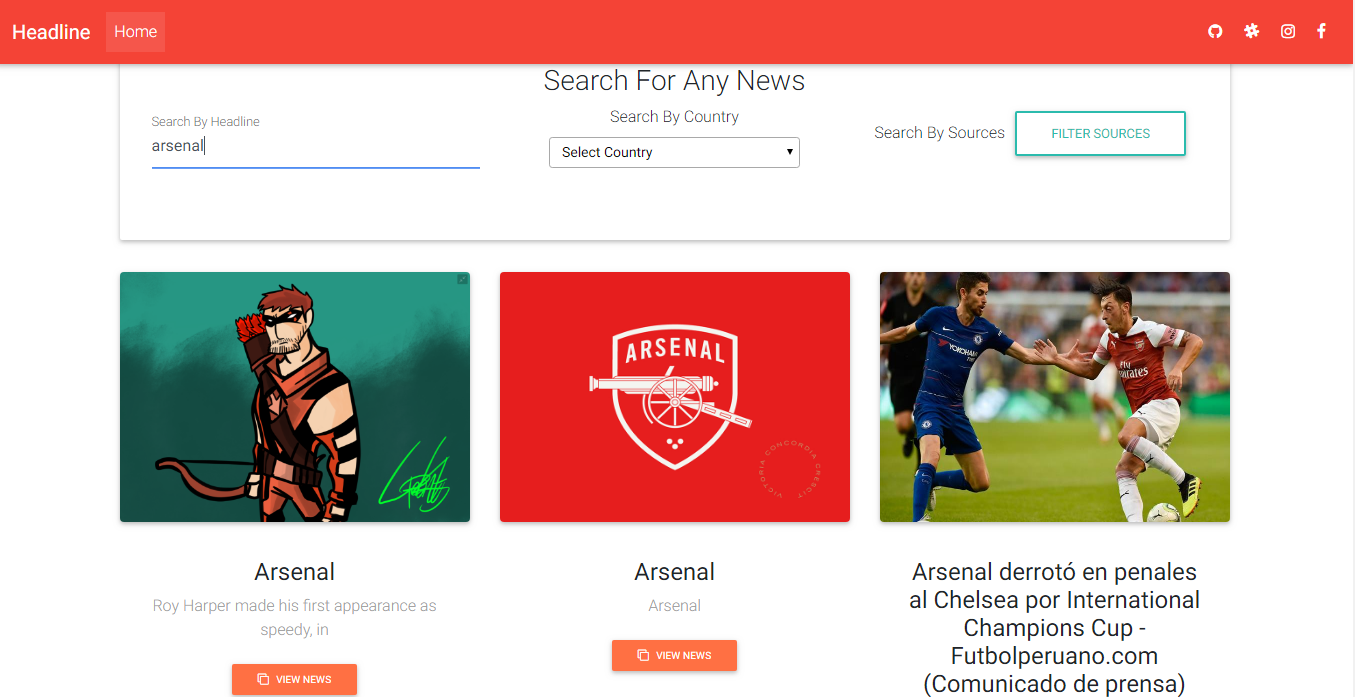 Headline
Home
Search For Any News
Search By Headline
arsenal
Search By Country
Select Country
Search By Sources
FILTER SOURCES
ARSENAL
VICTORIA CONCORDIA CRESCIT
YOKOHAMA
Emirates
Arsenal
Roy Harper made his first appearance as
speedy, in
VIEW NEWS
Arsenal
Arsenal
VIEW NEWS
Arsenal derrotó en penales
al Chelsea por International
Champions Cup -
Futbolperuano.com
(Comunicado de prensa)